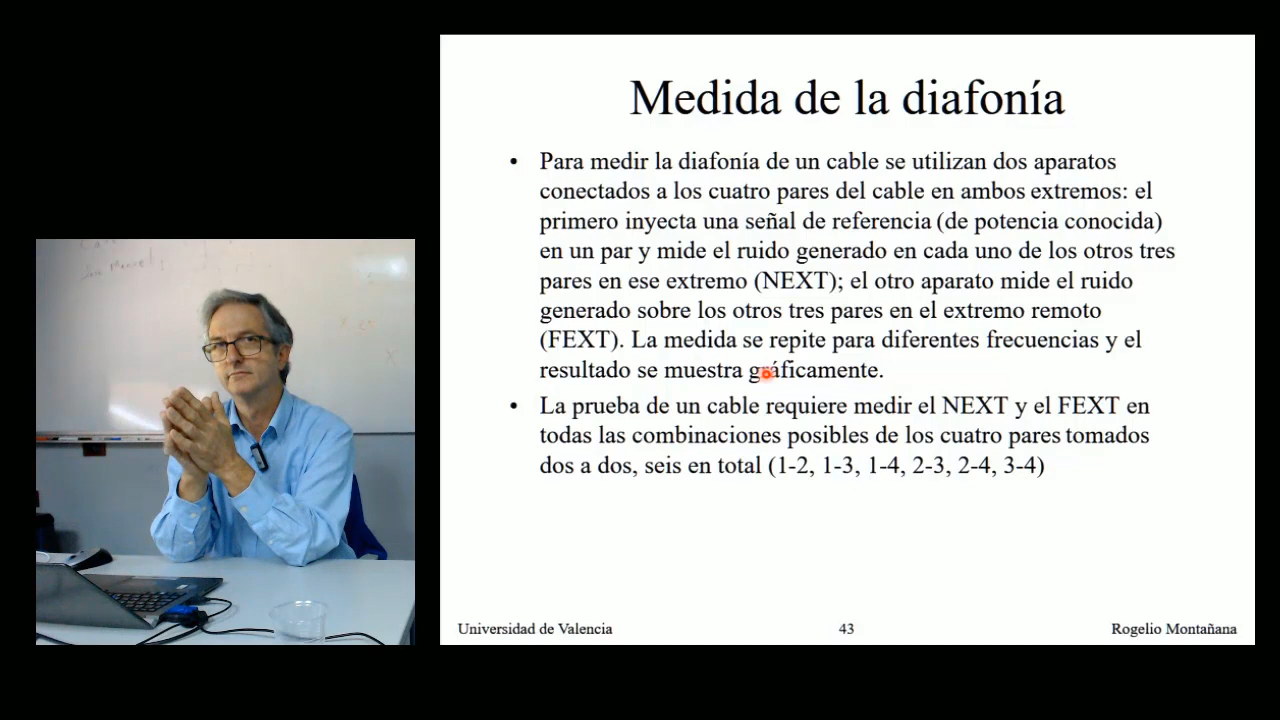 Medida de la diafonía
• Para medir la diafonía de un cable se utilizan dos aparatos
conectados a los cuatro pares del cable en ambos extremos: el
primero inyecta una señal de referencia (de potencia conocida)
en un par y mide el ruido generado en cada uno de los otros tres
pares en ese extremo (NEXT); el otro aparato mide el ruido
generado sobre los otros tres pares en el extremo remoto
(FEXT). La medida se repite para diferentes frecuencias y el
resultado se muestra gráficamente.
• La prueba de un cable requiere medir el NEXT y el FEXT en
todas las combinaciones posibles de los cuatro pares tomados
dos a dos, seis en total (1-2, 1-3, 1-4, 2-3, 2-4, 3-4)
Universidad de Valencia
43
Rogelio Montañana